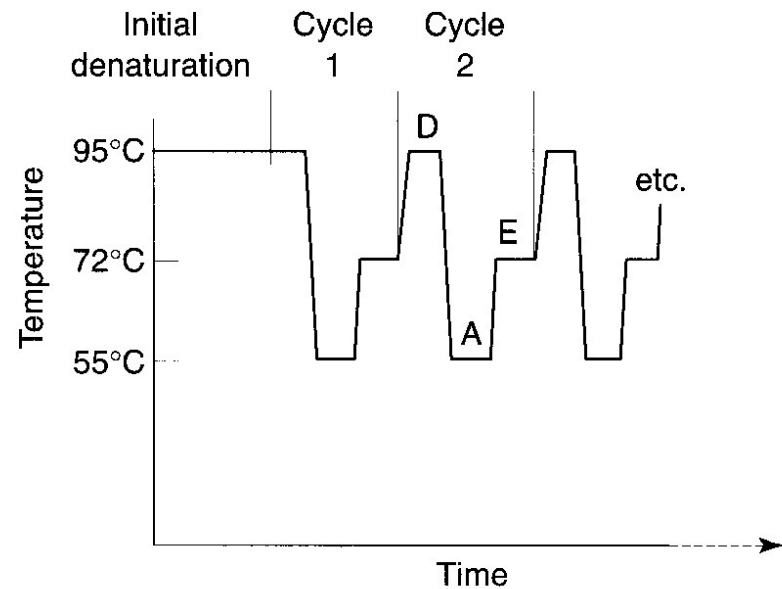 Initial
denaturation
Cycle
1
Cycle
2
D
95°C
etc.
E
72°C
A
55°C
Temperature
Time